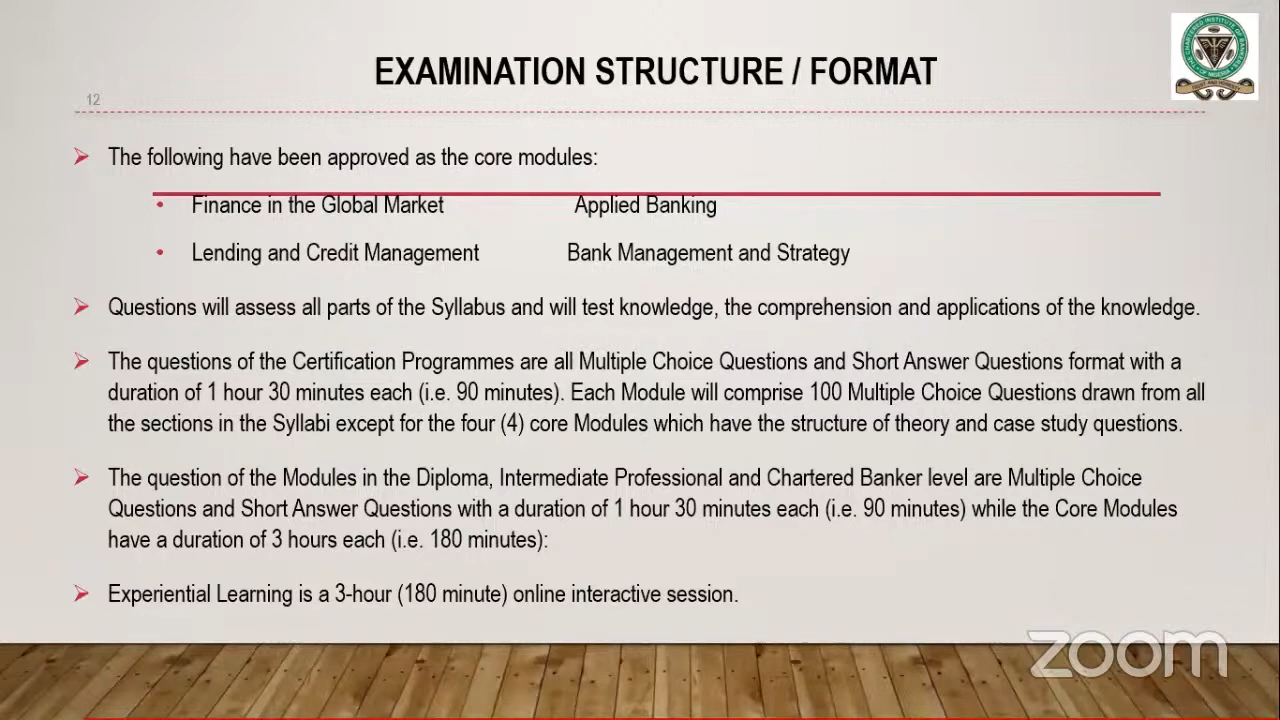 EXAMINATION STRUCTURE / FORMAT
12
The following have been approved as the core modules:
Finance in the Global Market Applied Banking
Lending and Credit Management Bank Management and Strategy
Questions will assess all parts of the Syllabus and will test knowledge, the comprehension and applications of the knowledge.
The questions of the Certification Programmes are all Multiple Choice Questions and Short Answer Questions format with a
duration of 1 hour 30 minutes each (i.e. 90 minutes). Each Module will comprise 100 Multiple Choice Questions drawn from all
the sections in the Syllabi except for the four (4) core Modules which have the structure of theory and case study questions.
The question of the Modules in the Diploma, Intermediate Professional and Chartered Banker level are Multiple Choice
Questions and Short Answer Questions with a duration of 1 hour 30 minutes each (i.e. 90 minutes) while the Core Modules
have a duration of 3 hours each (i.e. 180 minutes):
Experiential Learning is a 3-hour (180 minute) online interactive session.
THE CHARTERED INSTITUTE OF BANKERS
OF NIGERIA
zoom